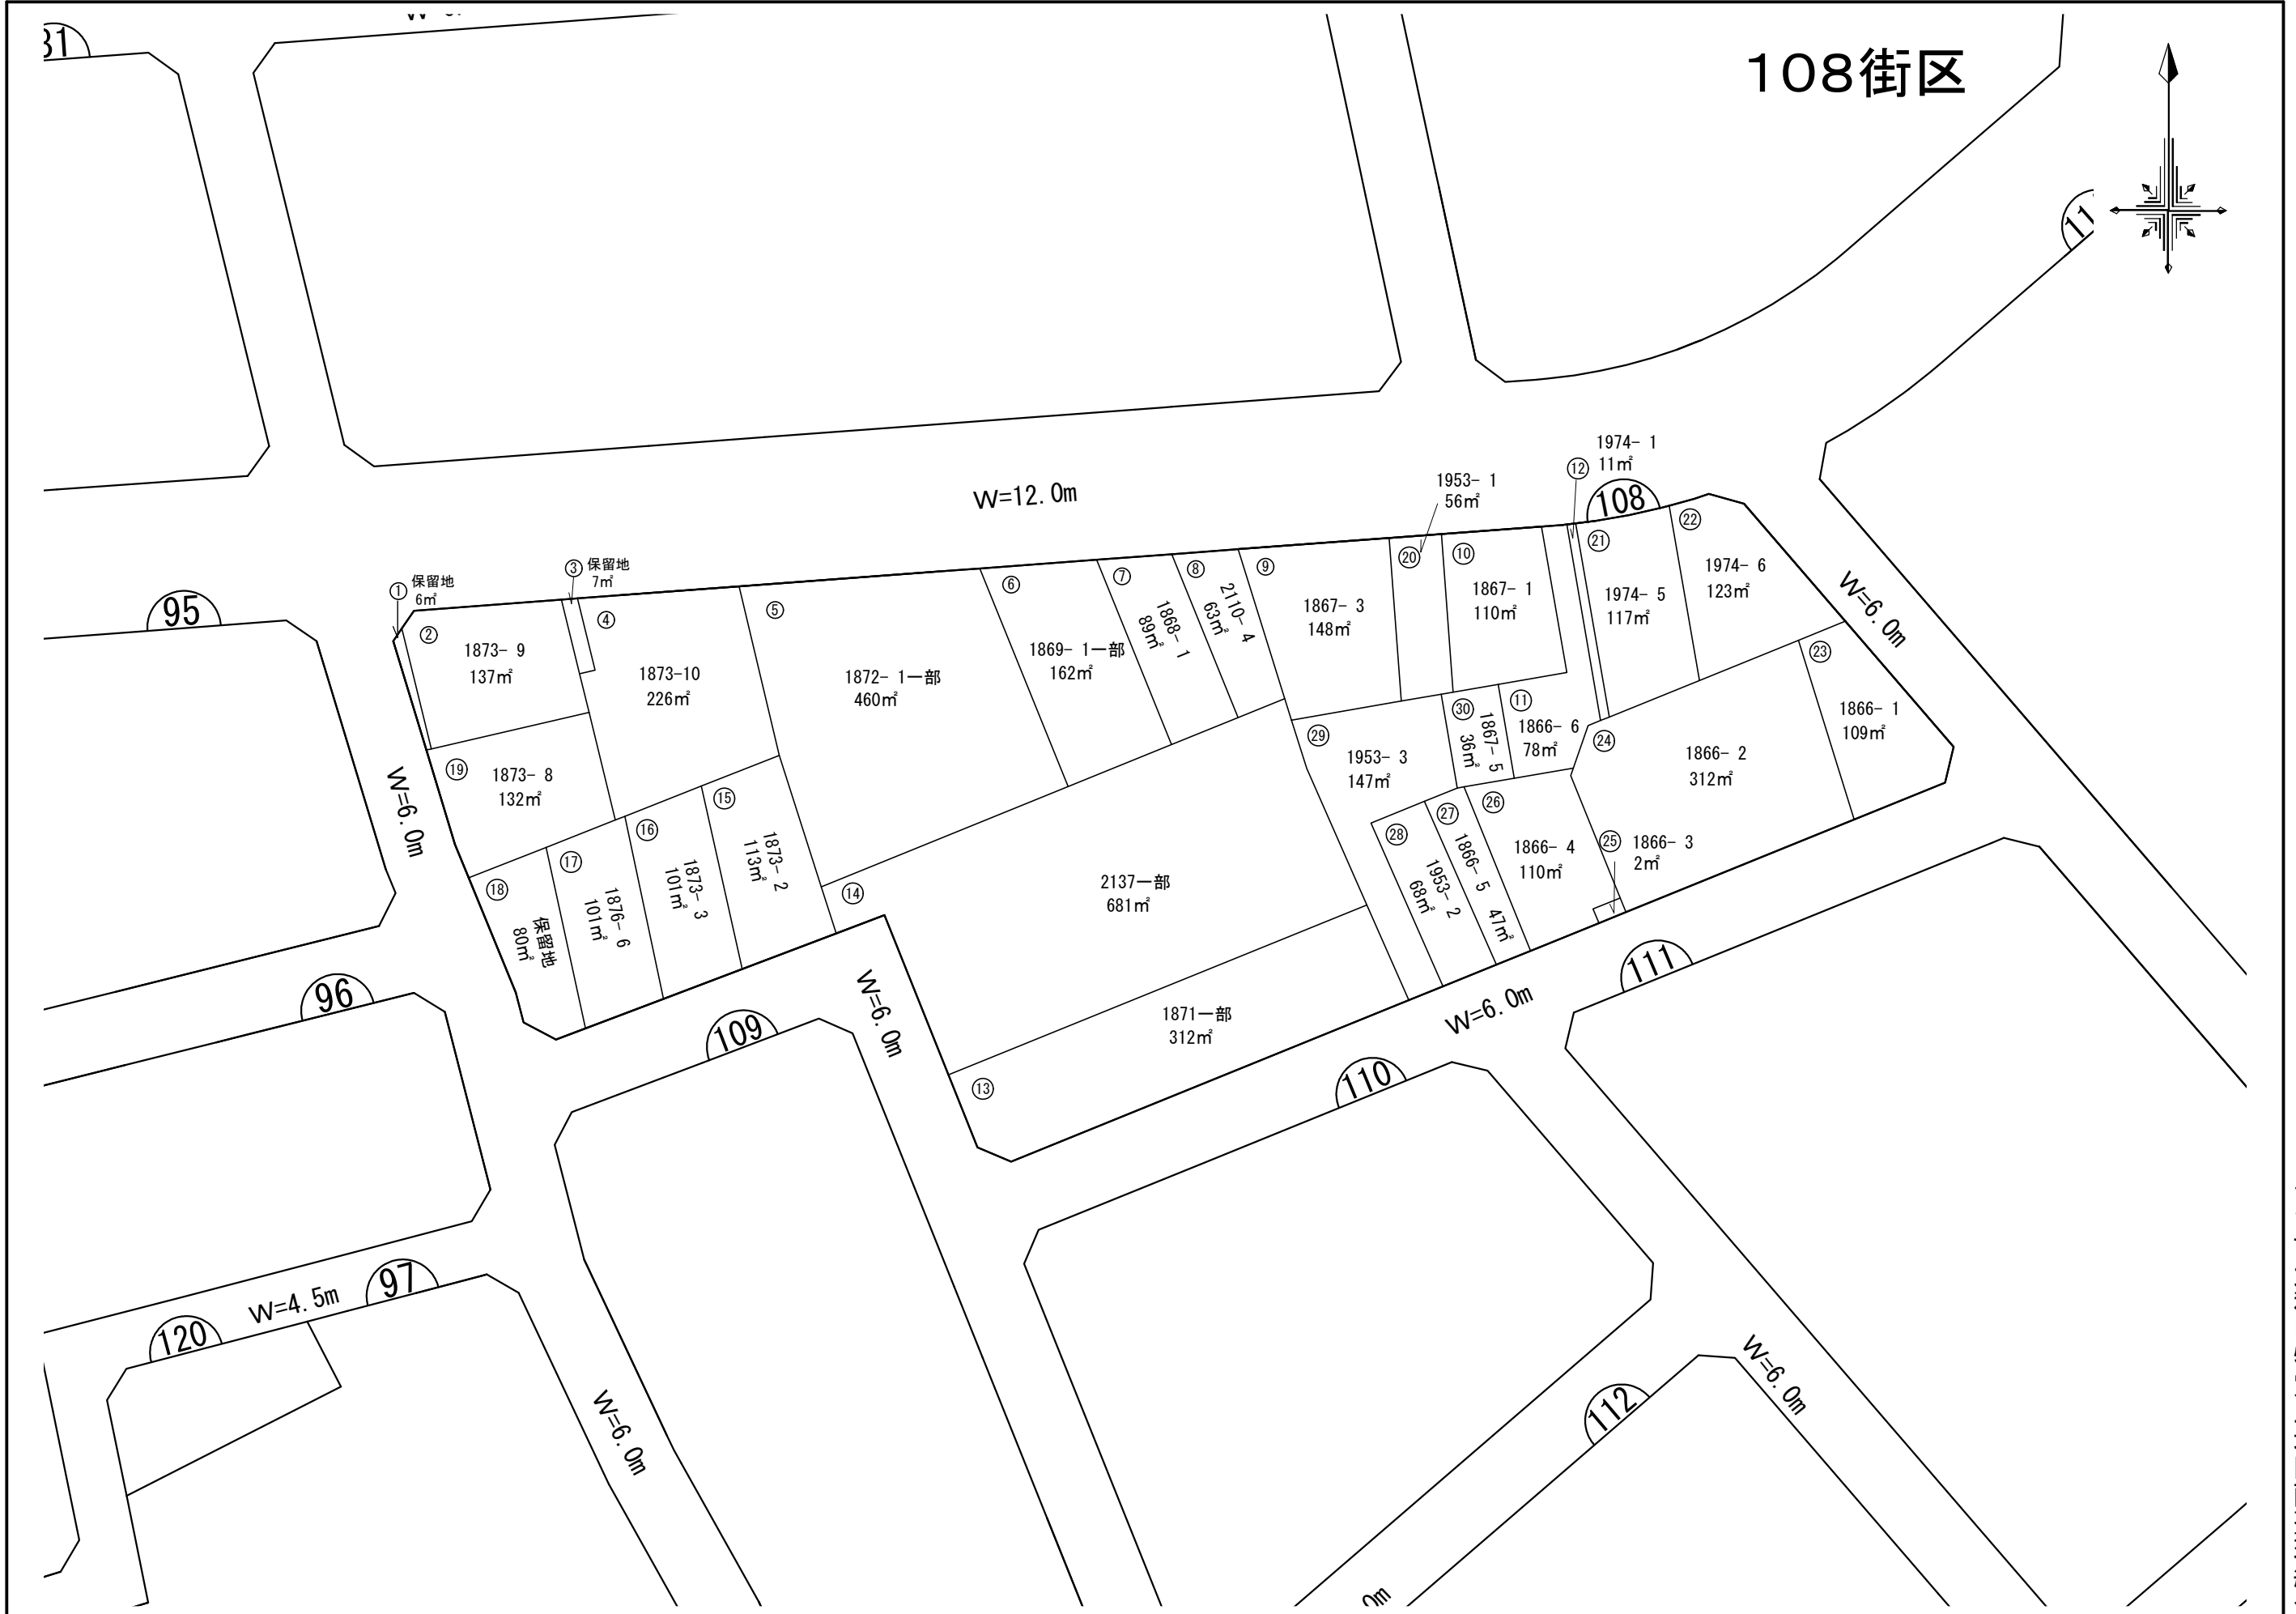 108街区
W=12.0m
108
① 保留地
6㎡
② 1873- 9
137㎡
③ 保留地
7㎡
④ 1873-10
226㎡
⑤ 1872- 1一部
460㎡
⑥ 1869- 1一部
162㎡
⑦ 1868- 1
89㎡
⑧ 2110- 4
63㎡
⑨ 1867- 3
148㎡
⑳ 1953- 1
56㎡
⑩ 1867- 1
110㎡
⑫ 1974- 1
11㎡
㉑ 1974- 5
117㎡
㉒ 1974- 6
123㎡
㉓ 1866- 1
109㎡
㉔ 1866- 2
312㎡
⑪ 1866- 6
78㎡
㉚ 1867- 5
36㎡
㉙ 1953- 3
147㎡
㉘ 1953- 2
68㎡
㉗ 1866- 5
47㎡
㉖ 1866- 4
110㎡
㉕ 1866- 3
2㎡
⑲ 1873- 8
132㎡
⑱ 保留地
80㎡
⑰ 1876- 6
101㎡
⑯ 1873- 3
101㎡
⑮ 1873- 2
113㎡
⑭ 2137一部
681㎡
⑬ 1871一部
312㎡
95
W=6.0m
W=6.0m
96
109
W=6.0m
W=6.0m
111
110
97
W=4.5m
120
W=6.0m
W=6.0m
112